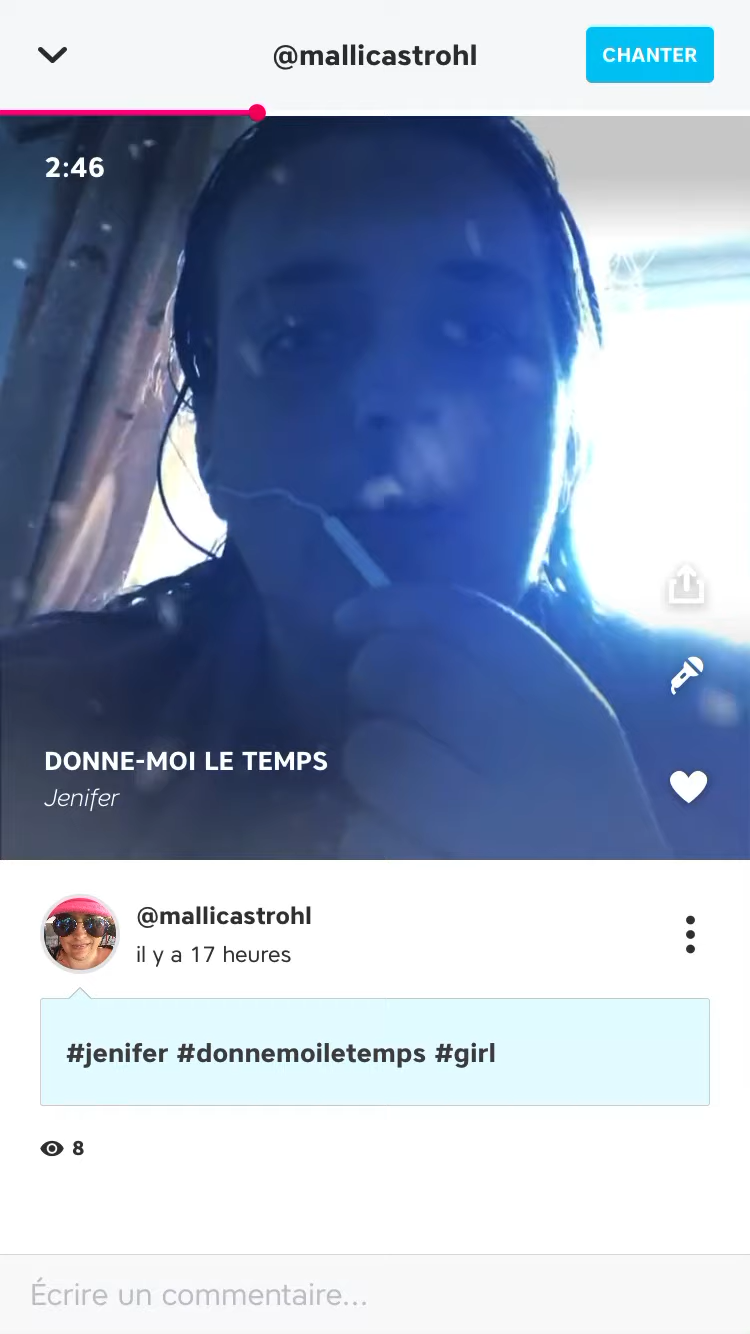 @mallicastrohl
CHANTER
2:46
DONNE-MOI LE TEMPS
Jenifer
@mallicastrohl
il y a 17 heures
#jenifer #donnemoiletemps #girl
8
Écrire un commentaire...